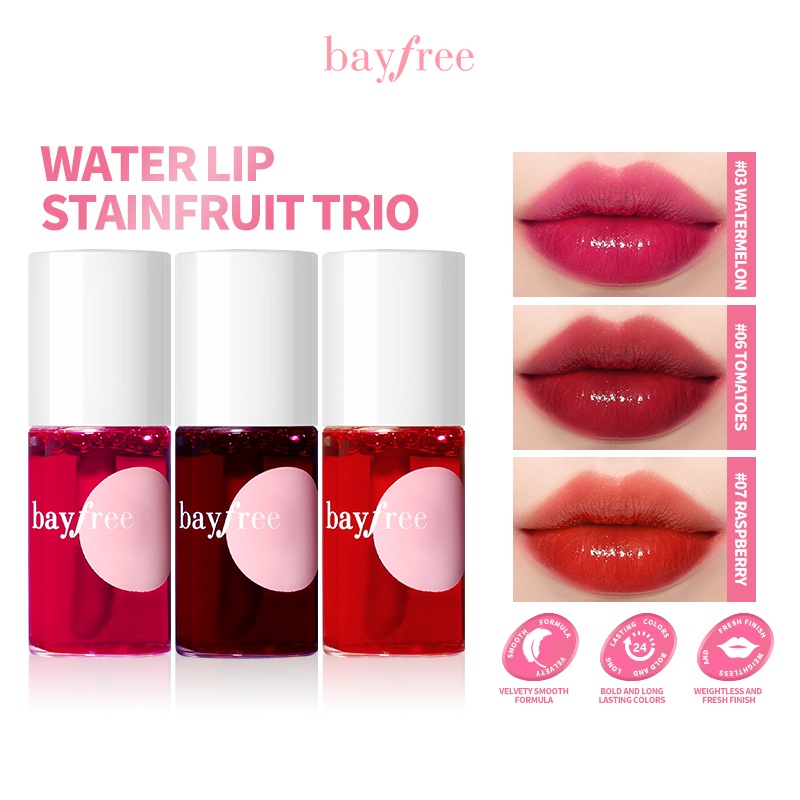 bayfree
WATER LIP
STAINFRUIT TRIO
bayfree
bayfree
bayfree
#03 WATERMELON
#06 TOMATOES
#07 RASPBERRY
SMOOTH FORMULA VELVETY
LASTING COLORS BOLD AND LONG
24
FRESH FINISH WEIGHTLESS AND
VELVETY SMOOTH
FORMULA
BOLD AND LONG
LASTING COLORS
WEIGHTLESS AND
FRESH FINISH